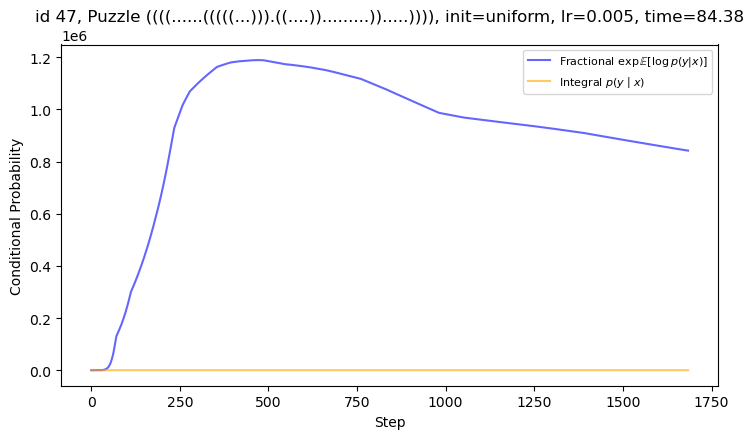 id 47, Puzzle ((((......(((((...))).((....)).........)).....)))), init=uniform, lr=0.005, time=84.38
1e6
Fractional exp𝔼[log p(y|x)]
Integral p(y | x)
1.2
1.0
0.8
0.6
0.4
0.2
0.0
Conditional Probability
0 250 500 750 1000 1250 1500 1750
Step